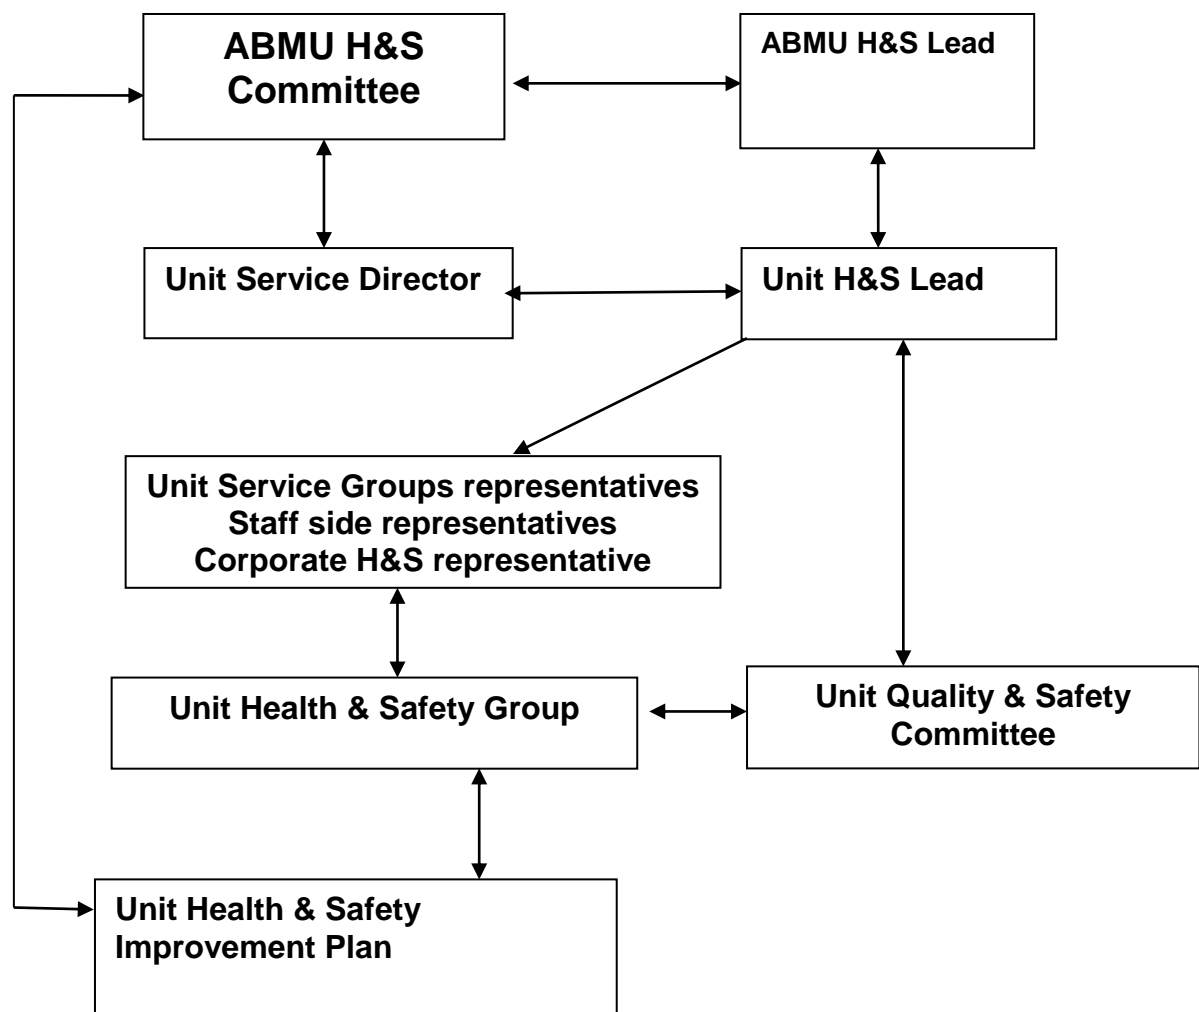 ABMU H&S
Committee
ABMU H&S Lead
Unit Service Director
Unit H&S Lead
Unit Service Groups representatives
Staff side representatives
Corporate H&S representative
Unit Health & Safety Group
Unit Quality & Safety
Committee
Unit Health & Safety
Improvement Plan